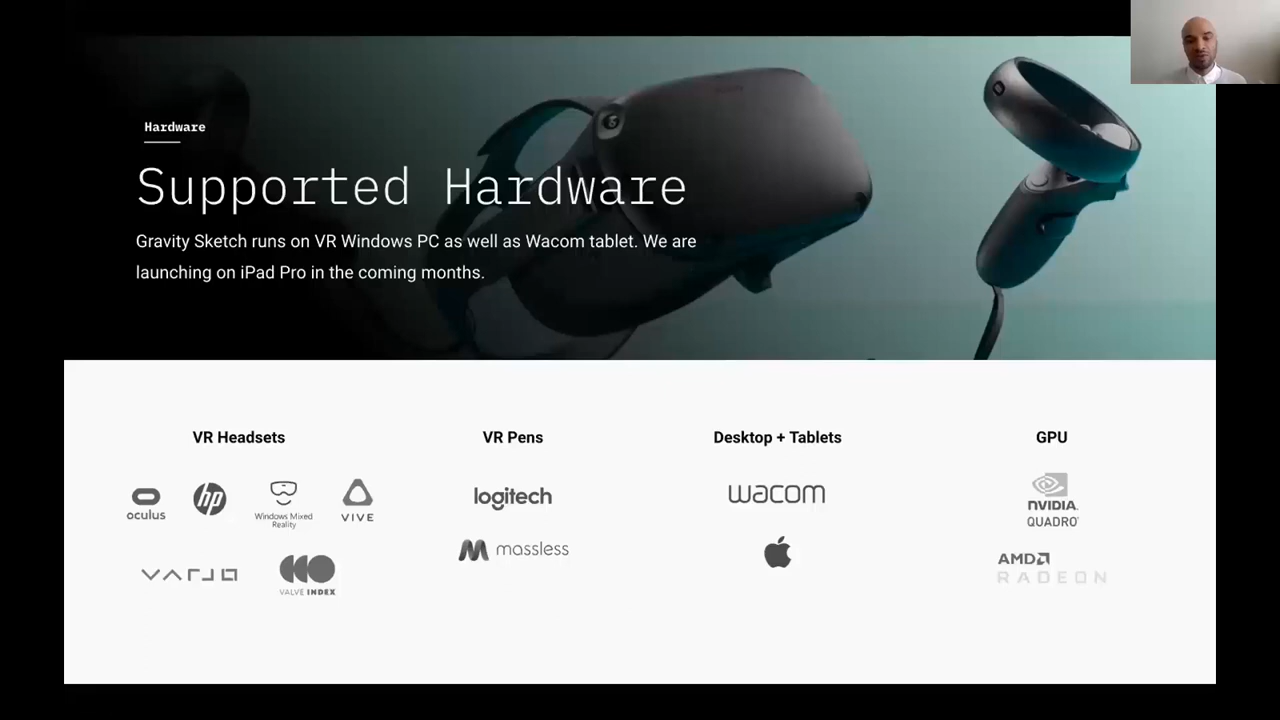 Hardware
Supported Hardware
Gravity Sketch runs on VR Windows PC as well as Wacom tablet. We are
launching on iPad Pro in the coming months.
VR Headsets
oculus
hp
Windows Mixed
Reality
VIVE
VARJO
VALVE INDEX
VR Pens
logitech
massless
Desktop + Tablets
wacom
GPU
NVIDIA.
QUADRO
AMD
RADEON